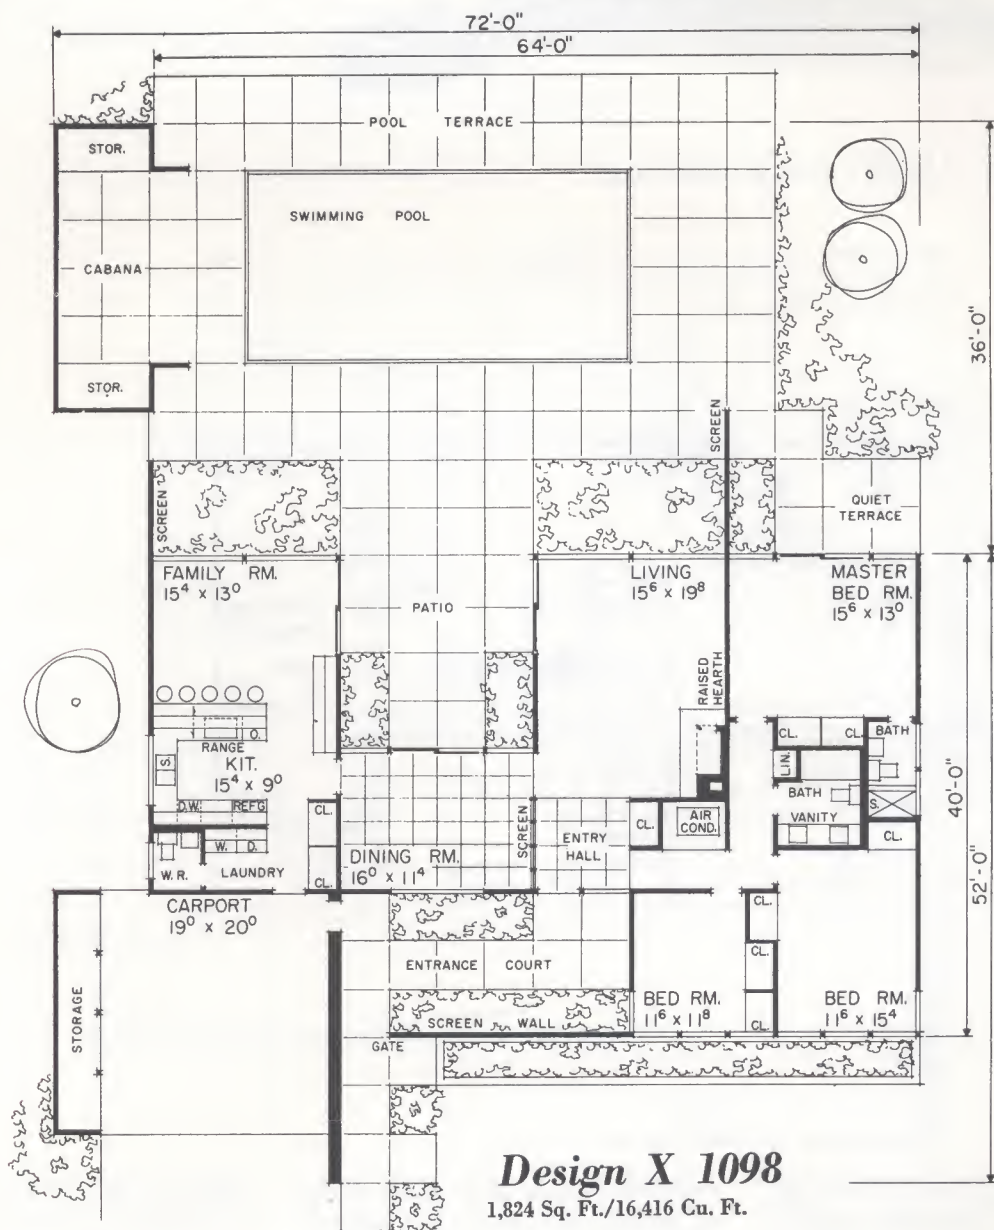 72'-0"
64'-0"
POOL TERRACE
STOR.
SWIMMING POOL
CABANA
STOR.
36'-0"
SCREEN
SCREEN
QUIET
TERRACE
FAMILY RM.
15⁴ x 13⁰
PATIO
LIVING
15⁶ x 19⁸
MASTER
BED RM.
15⁶ x 13⁰
RAISED
HEARTH
O.
RANGE
S.
KIT.
15⁴ x 9⁰
D.W.
REFG
CL.
CL.
BATH
LIN.
BATH
S.
VANITY
CL.
40'-0"
52'-0"
CL.
SCREEN
ENTRY
HALL
CL.
AIR
COND.
W.
D.
W.R.
LAUNDRY
CL.
DINING RM.
16⁰ x 11⁴
CARPORT
19⁰ x 20⁰
CL.
ENTRANCE COURT
CL.
STORAGE
BED RM.
11⁶ x 11⁸
CL.
BED RM.
11⁶ x 15⁴
SCREEN WALL
GATE
Design X 1098
1,824 Sq. Ft./16,416 Cu. Ft.